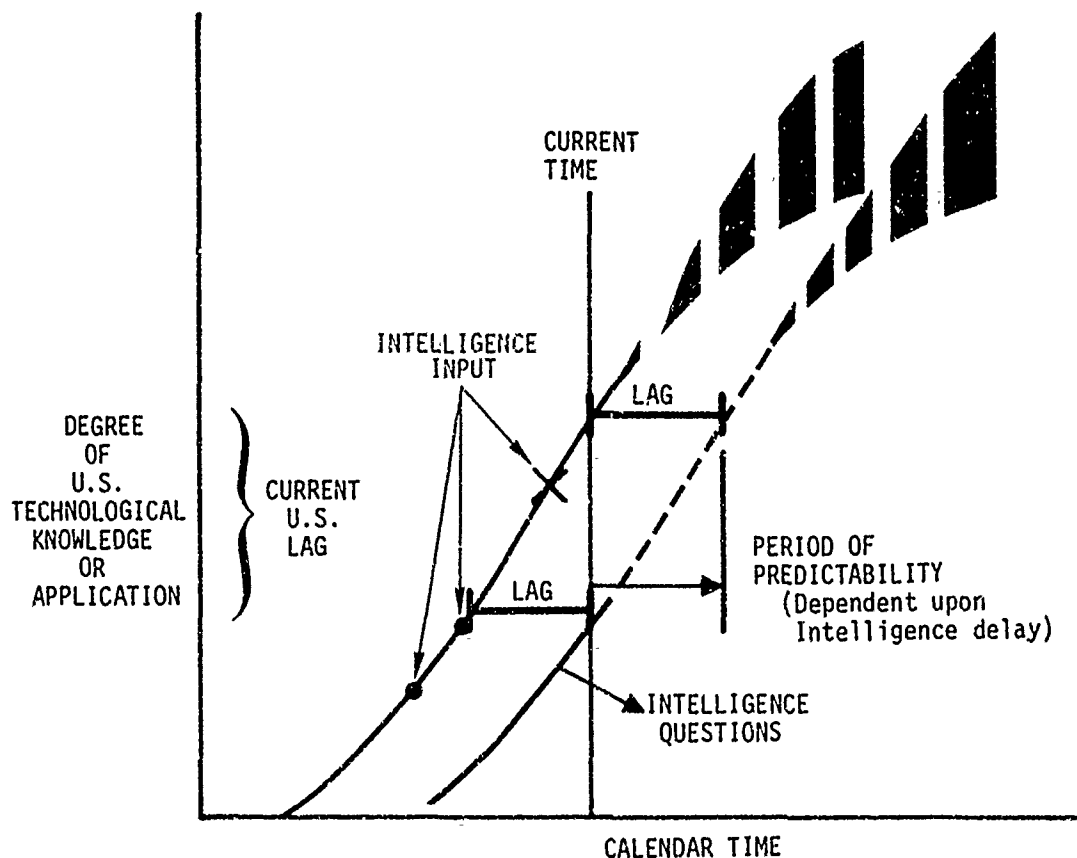 CURRENT
TIME
INTELLIGENCE
INPUT
LAG
DEGREE
OF
U.S.
TECHNOLOGICAL
KNOWLEDGE
OR
APPLICATION
CURRENT
U.S.
LAG
LAG
PERIOD OF
PREDICTABILITY
(Dependent upon
Intelligence delay)
INTELLIGENCE
QUESTIONS
CALENDAR TIME